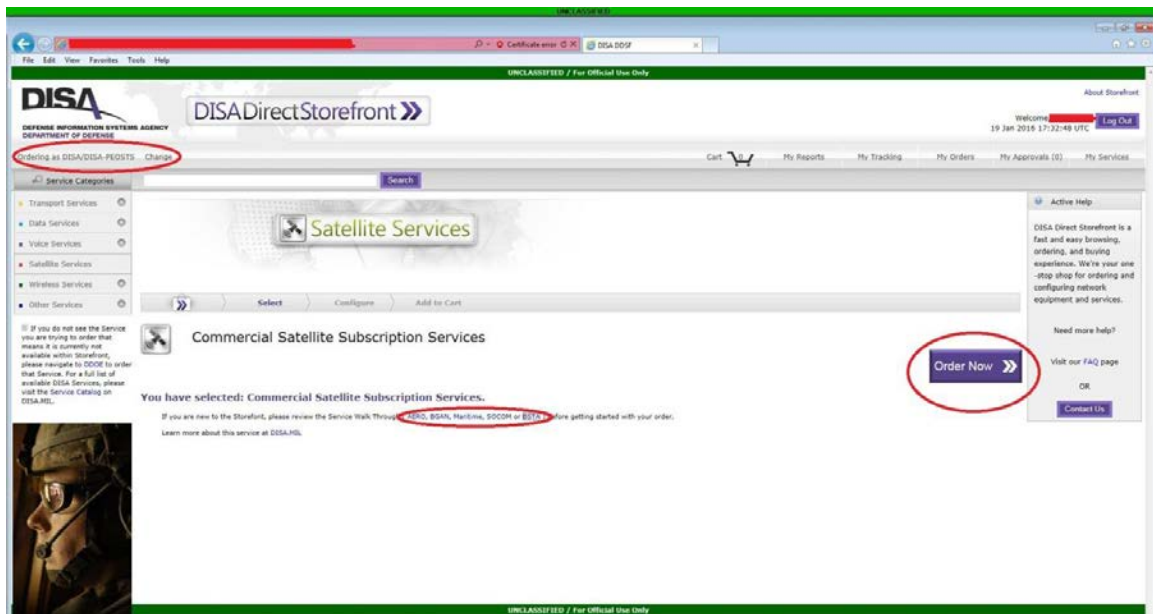 UNCLASSIFIED
Certificate error
DISA DDSF
File Edit View Favorites Tools Help
UNCLASSIFIED / For Official Use Only
About Storefront
DISA
DEFENSE INFORMATION SYSTEMS AGENCY
DEPARTMENT OF DEFENSE
DISADirectStorefront
Welcome,
19 Jan 2016 17:32:48 UTC
Log Out
Ordering as DISA/DISA-PEOSTS Change
Cart 0
My Reports
My Tracking
My Orders
My Approvals (0)
My Services
Service Categories
Search
Transport Services
Data Services
Voice Services
Satellite Services
Wireless Services
Other Services
If you do not see the Service
you are trying to order that
means it is currently not
available within Storefront,
please navigate to DDOE to order
that Service. For a full list of
available DISA Services, please
visit the Service Catalog on
DISA.MIL.
Satellite Services
Select
Configure
Add to Cart
Commercial Satellite Subscription Services
Order Now
You have selected: Commercial Satellite Subscription Services.
If you are new to the Storefont, please review the Service Walk Through AERO, BGAN, Maritime, SOCOM or BSTA before getting started with your order.
Learn more about this service at DISA.MIL.
Active Help
DISA Direct Storefront is a
fast and easy browsing,
ordering, and buying
experience. We're your one
-stop shop for ordering and
configuring network
equipment and services.
Need more help?
Visit our FAQ page
OR
Contact Us
UNCLASSIFIED / For Official Use Only